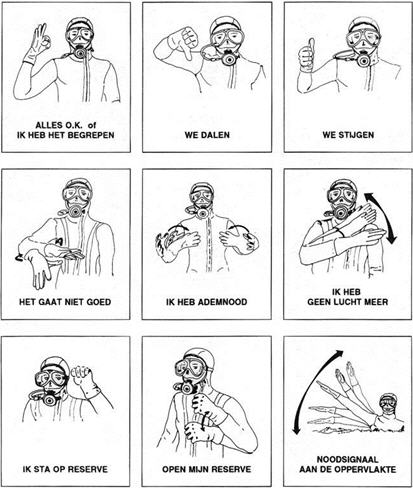 ALLES O.K. of
IK HEB HET BEGREPEN
WE DALEN
WE STIJGEN
HET GAAT NIET GOED
IK HEB ADEMNOOD
IK HEB
GEEN LUCHT MEER
IK STA OP RESERVE
OPEN MIJN RESERVE
NOODSIGNAAL
AAN DE OPPERVLAKTE